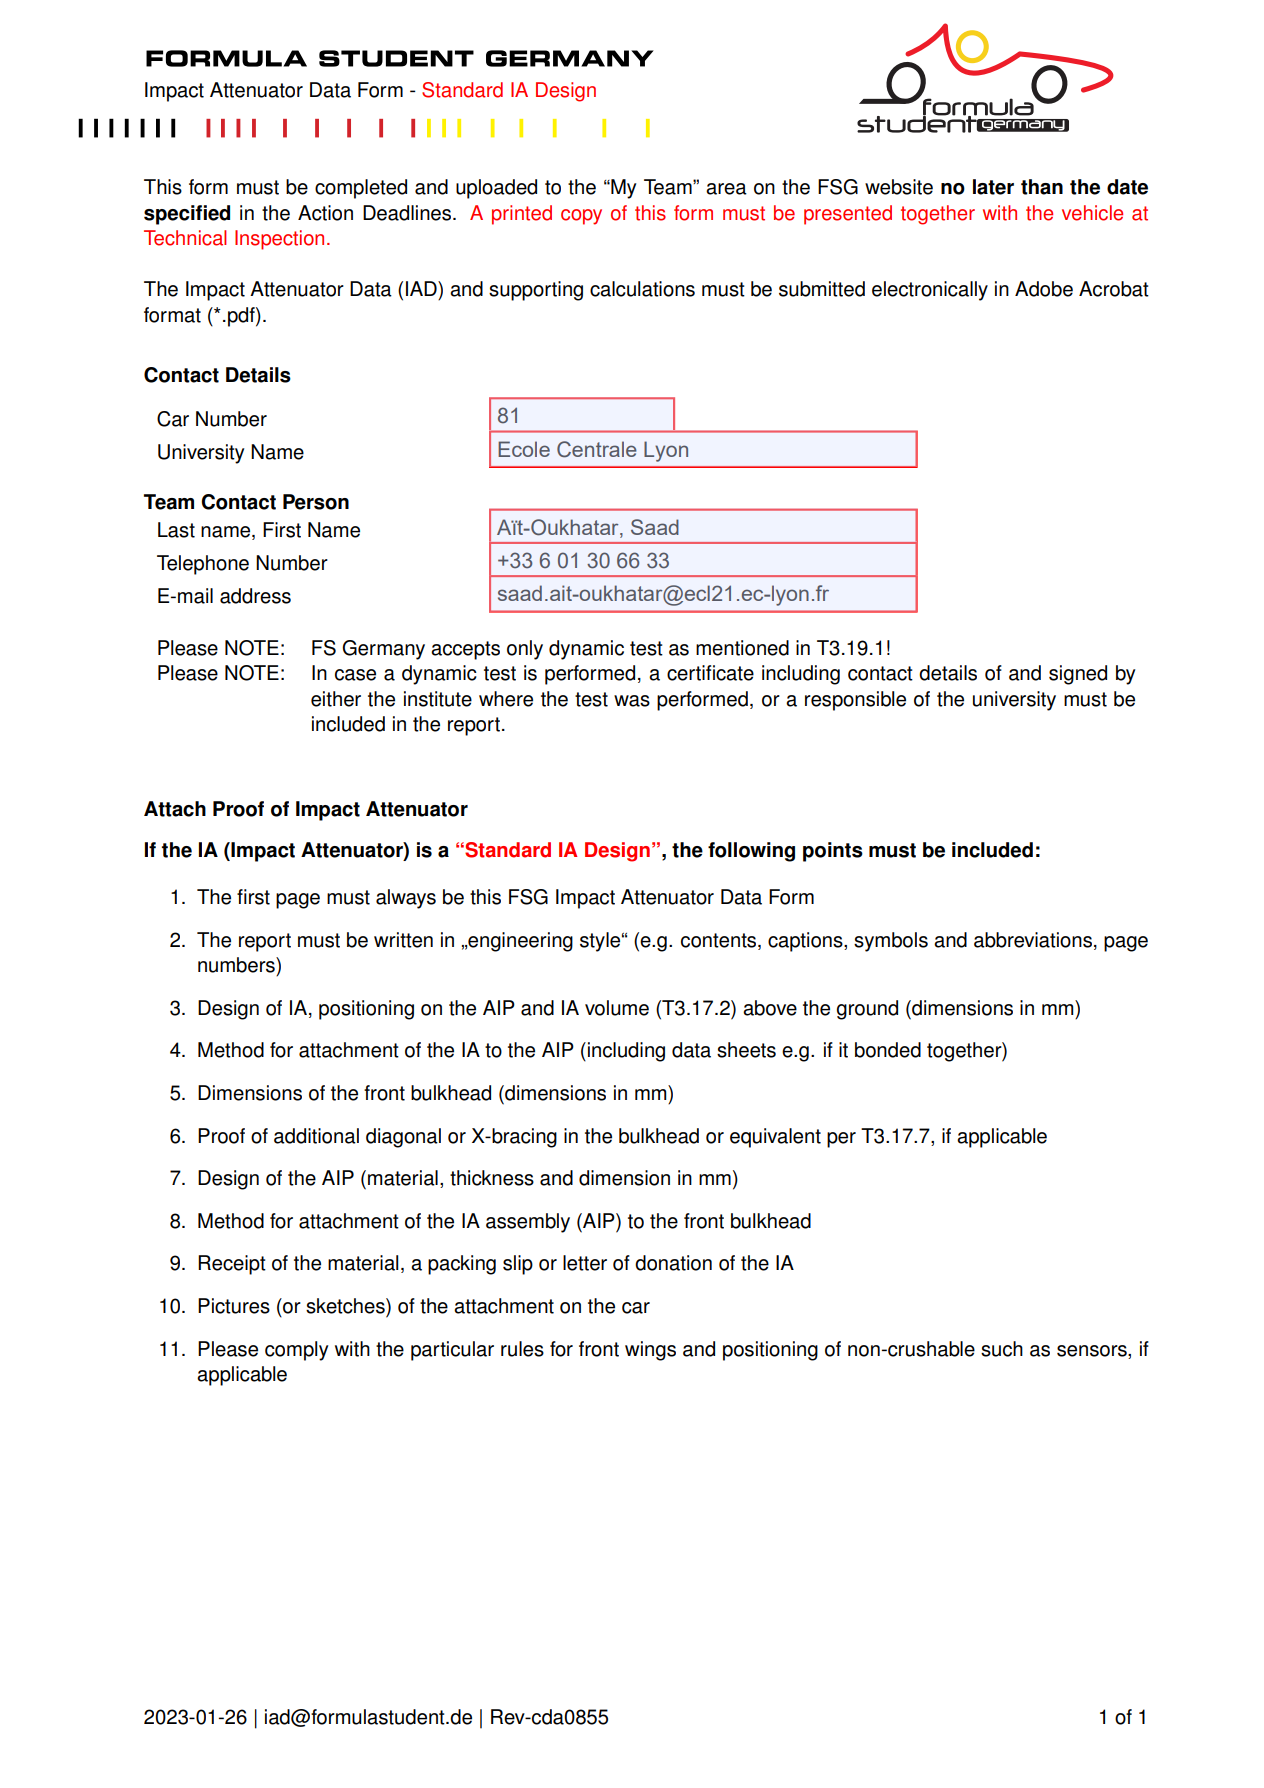 FORMULA STUDENT GERMANY
Impact Attenuator Data Form - Standard IA Design
formula
student germany
This form must be completed and uploaded to the “My Team” area on the FSG website no later than the date
specified in the Action Deadlines. A printed copy of this form must be presented together with the vehicle at
Technical Inspection.
The Impact Attenuator Data (IAD) and supporting calculations must be submitted electronically in Adobe Acrobat
format (*.pdf).
Contact Details
Car Number 81
University Name Ecole Centrale Lyon
Team Contact Person
Last name, First Name Aït-Oukhatar, Saad
Telephone Number +33 6 01 30 66 33
E-mail address saad.ait-oukhatar@ecl21.ec-lyon.fr
Please NOTE: FS Germany accepts only dynamic test as mentioned in T3.19.1!
Please NOTE: In case a dynamic test is performed, a certificate including contact details of and signed by
either the institute where the test was performed, or a responsible of the university must be
included in the report.
Attach Proof of Impact Attenuator
If the IA (Impact Attenuator) is a “Standard IA Design”, the following points must be included:
1. The first page must always be this FSG Impact Attenuator Data Form
2. The report must be written in „engineering style“ (e.g. contents, captions, symbols and abbreviations, page
numbers)
3. Design of IA, positioning on the AIP and IA volume (T3.17.2) above the ground (dimensions in mm)
4. Method for attachment of the IA to the AIP (including data sheets e.g. if it bonded together)
5. Dimensions of the front bulkhead (dimensions in mm)
6. Proof of additional diagonal or X-bracing in the bulkhead or equivalent per T3.17.7, if applicable
7. Design of the AIP (material, thickness and dimension in mm)
8. Method for attachment of the IA assembly (AIP) to the front bulkhead
9. Receipt of the material, a packing slip or letter of donation of the IA
10. Pictures (or sketches) of the attachment on the car
11. Please comply with the particular rules for front wings and positioning of non-crushable such as sensors, if
applicable
2023-01-26 | iad@formulastudent.de | Rev-cda0855 1 of 1